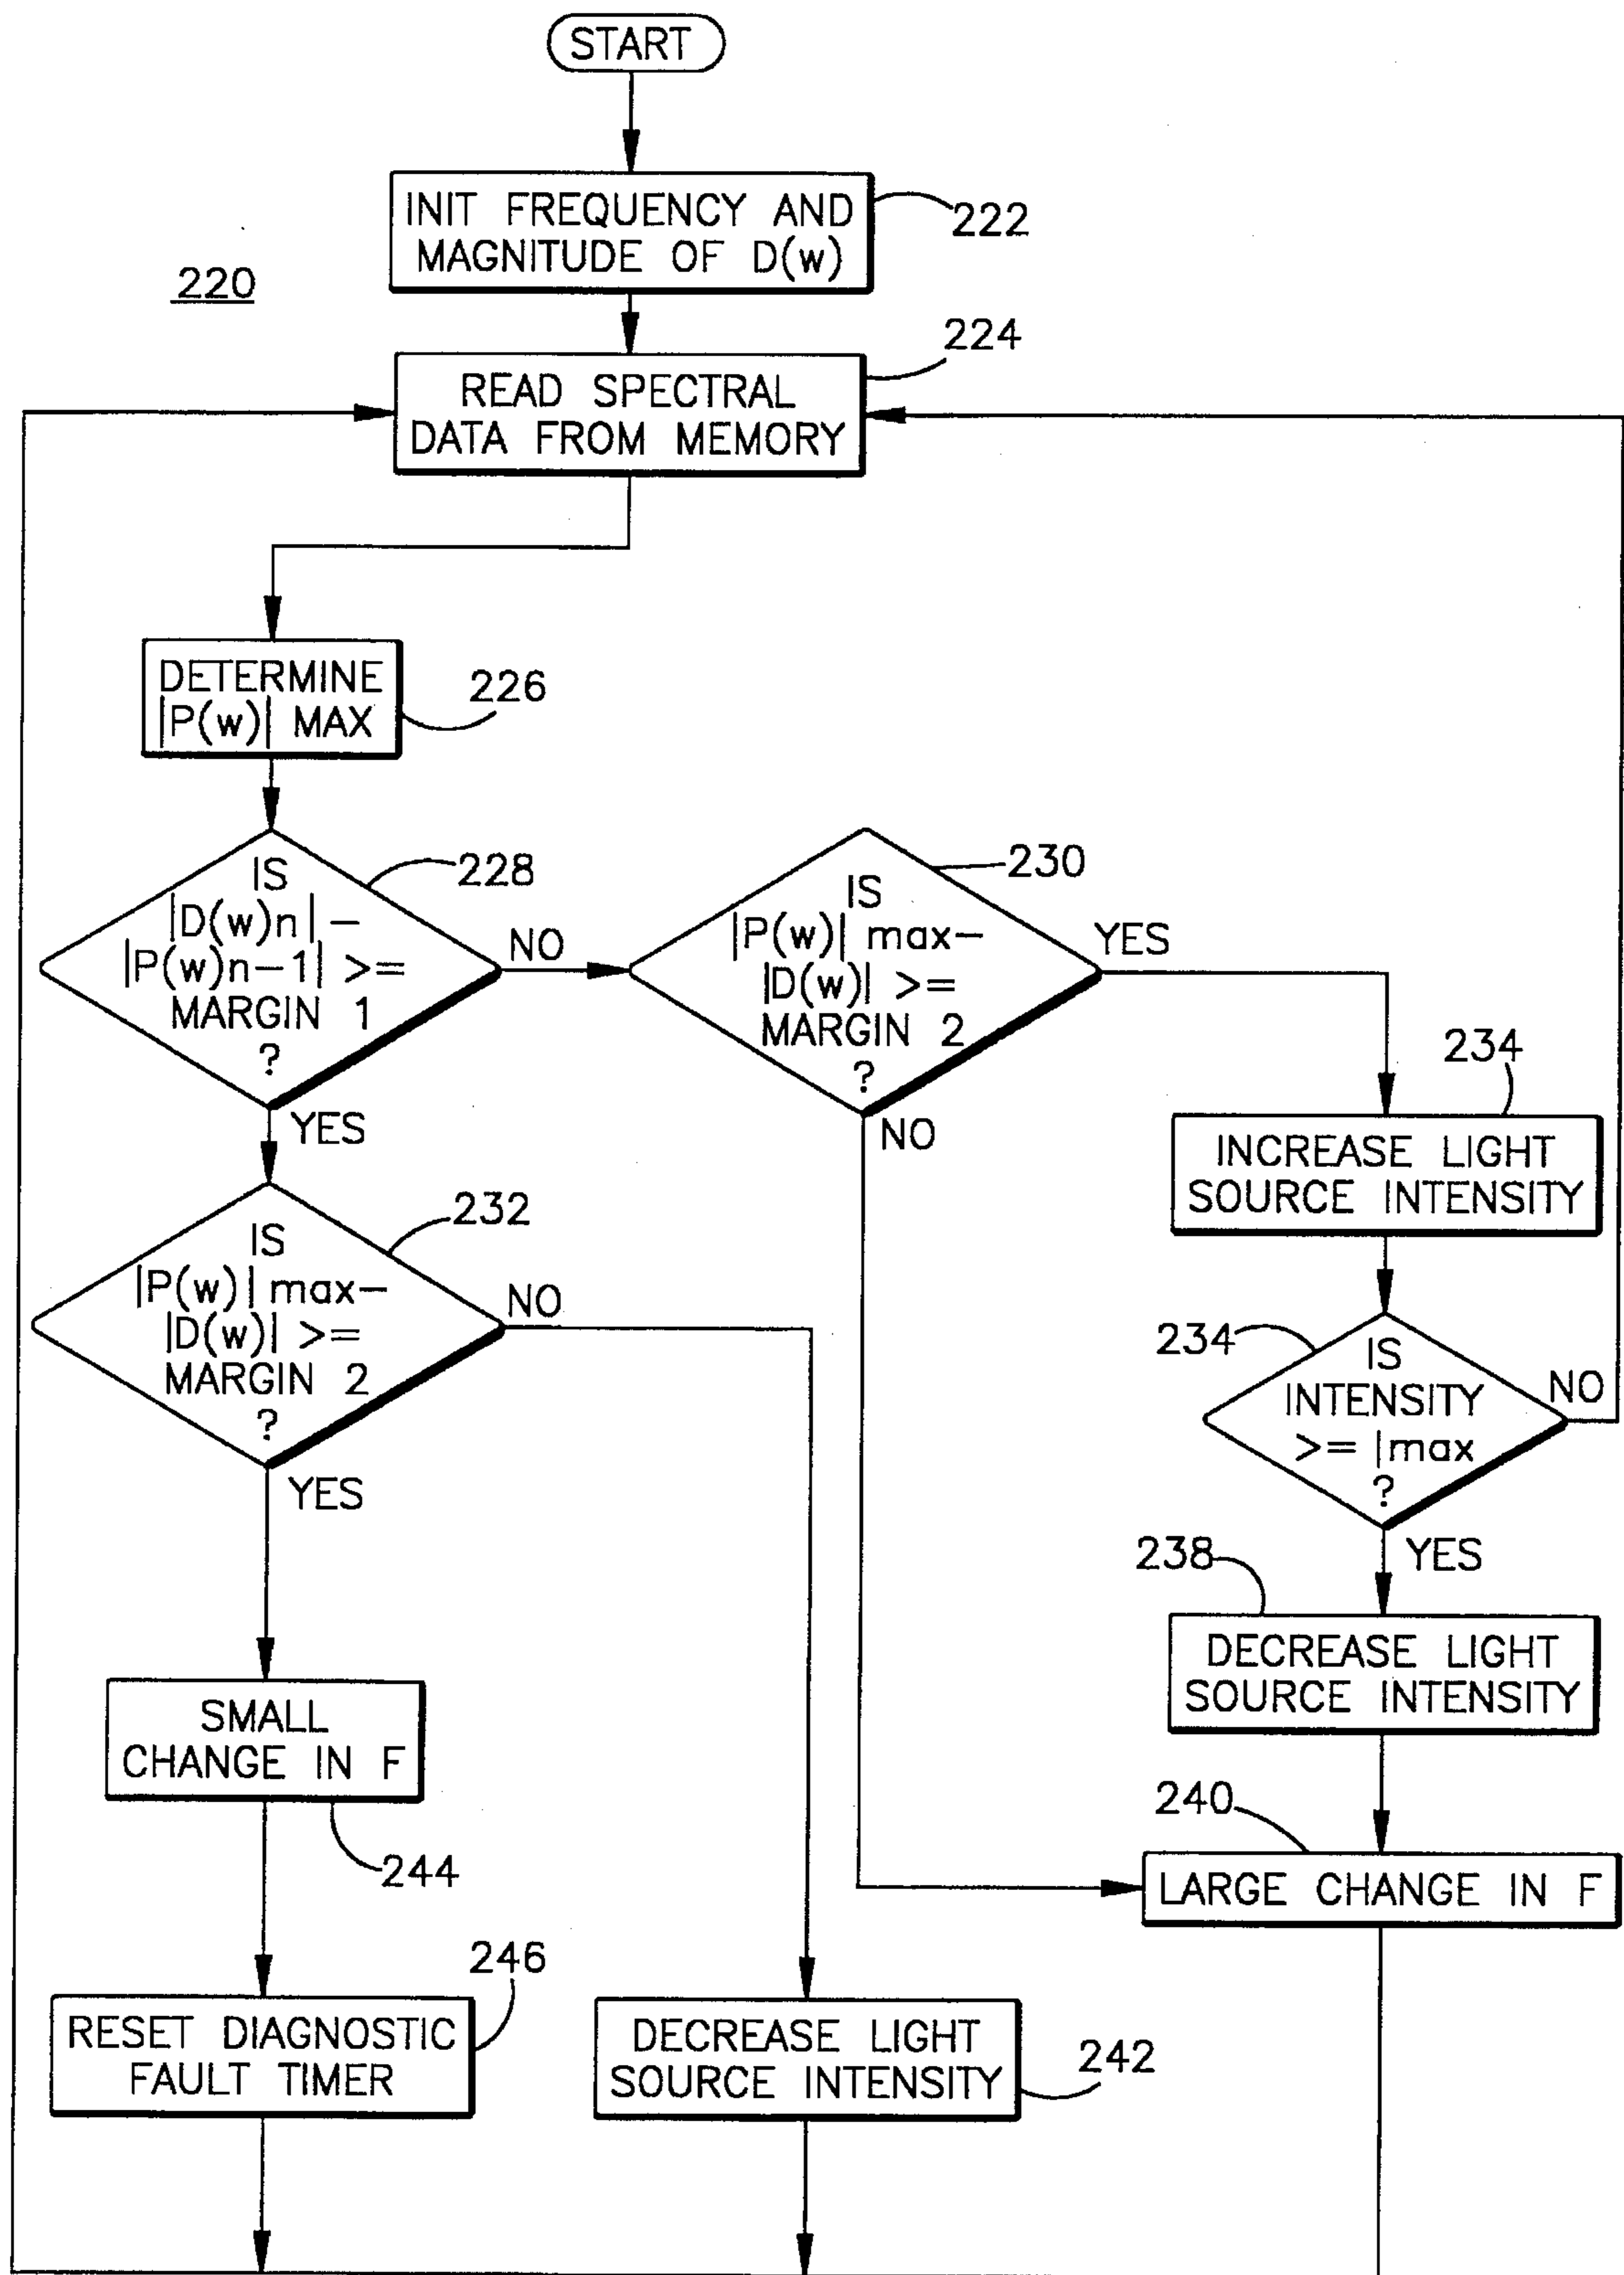 START
INIT FREQUENCY AND
MAGNITUDE OF D(w)
222
220
READ SPECTRAL
DATA FROM MEMORY
224
DETERMINE
|P(w)| MAX
226
IS
|D(w)n| –
|P(w)n–1| >=
MARGIN 1
?
228
NO
YES
IS
|P(w)| max–
|D(w)| >=
MARGIN 2
?
230
YES
NO
INCREASE LIGHT
SOURCE INTENSITY
234
IS
|P(w)| max–
|D(w)| >=
MARGIN 2
?
232
NO
YES
IS
INTENSITY
>= |max
?
234
NO
YES
DECREASE LIGHT
SOURCE INTENSITY
238
SMALL
CHANGE IN F
244
LARGE CHANGE IN F
240
RESET DIAGNOSTIC
FAULT TIMER
246
DECREASE LIGHT
SOURCE INTENSITY
242